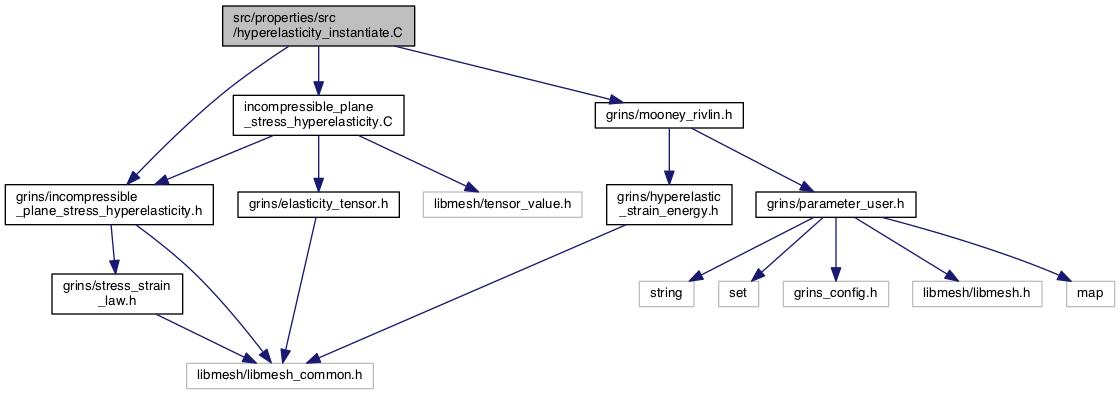 src/properties/src
/hyperelasticity_instantiate.C
incompressible_plane
_stress_hyperelasticity.C
grins/mooney_rivlin.h
grins/incompressible
_plane_stress_hyperelasticity.h
grins/elasticity_tensor.h
libmesh/tensor_value.h
grins/hyperelastic
_strain_energy.h
grins/parameter_user.h
grins/stress_strain
_law.h
string
set
grins_config.h
libmesh/libmesh.h
map
libmesh/libmesh_common.h